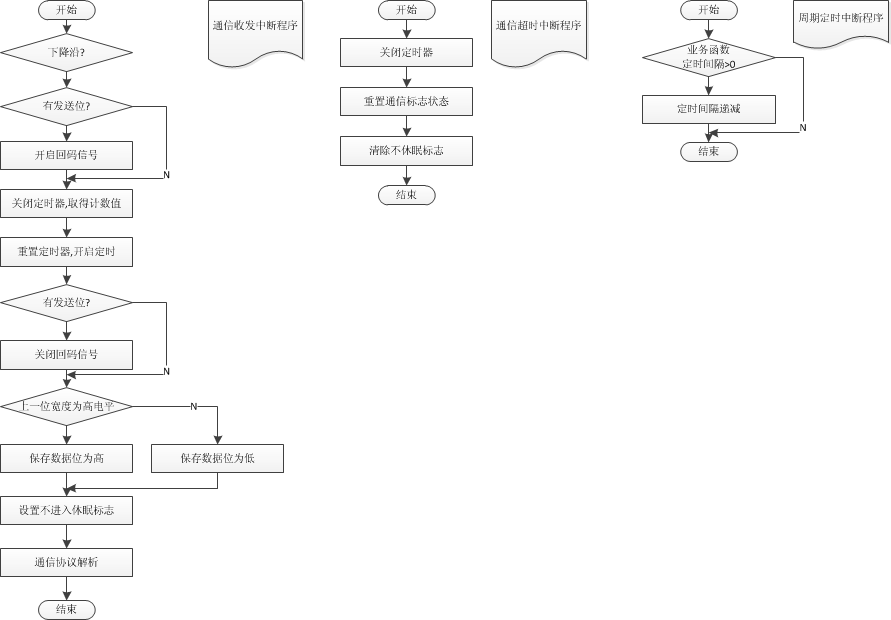 开始
下降沿?
有发送位?
N
开启回码信号
关闭定时器,取得计数值
重置定时器,开启定时
有发送位?
N
关闭回码信号
上一位宽度为高电平
N
保存数据位为高
保存数据位为低
设置不进入休眠标志
通信协议解析
结束
通信收发中断程序
开始
关闭定时器
重置通信标志状态
清除不休眠标志
结束
通信超时中断程序
开始
业务函数
定时间隔>0
N
定时间隔递减
结束
周期定时中断程序